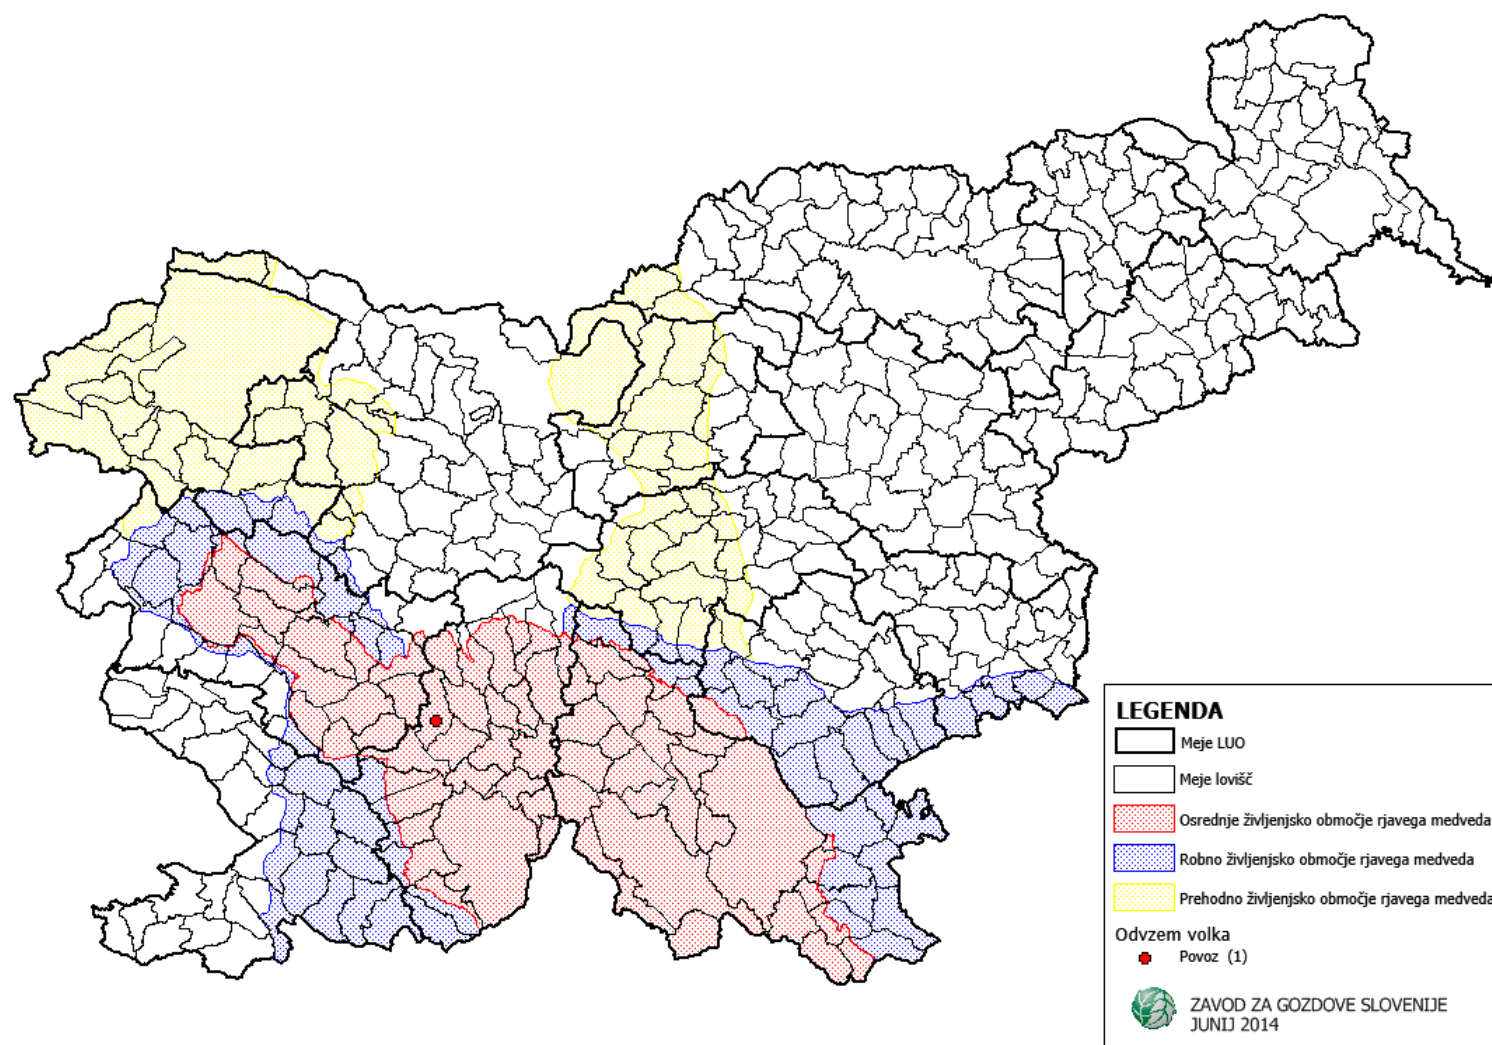 LEGENDA
Meje LUO
Meje lovišč
Osrednje življenjsko območje rjavega medveda
Robno življenjsko območje rjavega medveda
Prehodno življenjsko območje rjavega medveda
Odvzem volka
Povoz (1)
ZAVOD ZA GOZDOVE SLOVENIJE
JUNIJ 2014